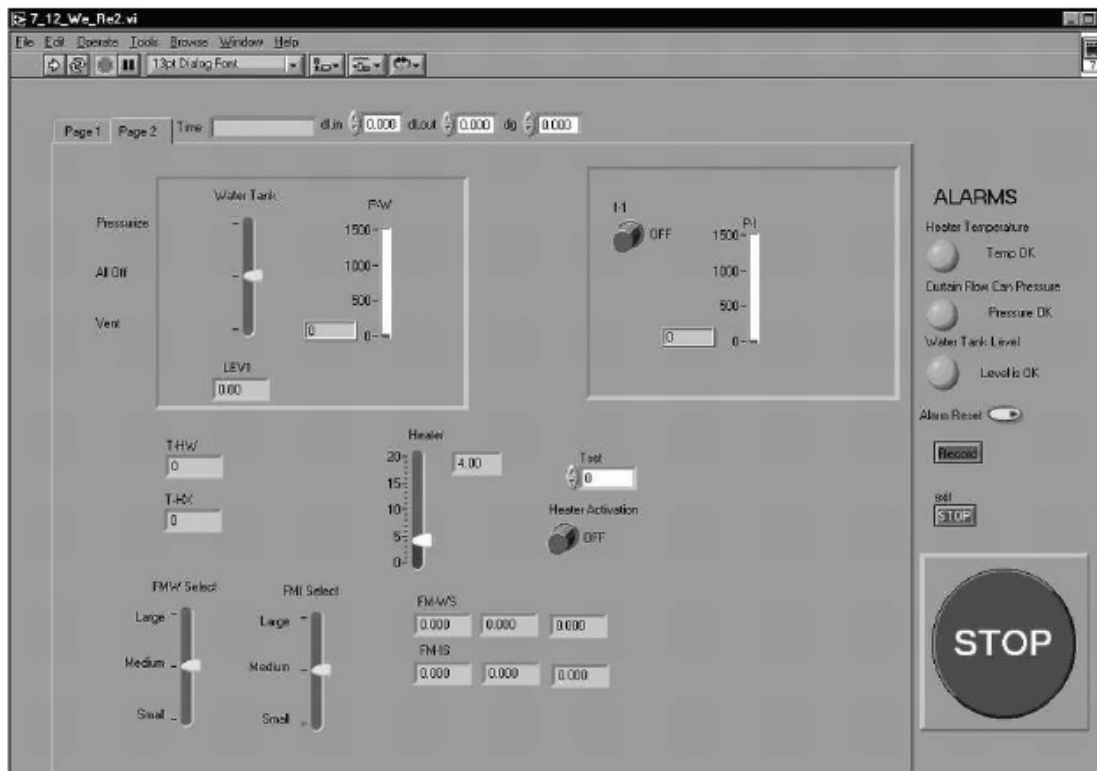 7_12_We_Re2.vi
File Edit Operate Tools Browse Window Help
13pt Dialog Font
7
Page 1 Page 2 Time dl.in 0.000 dl.out 0.000 dg 0.000
Water Tank
Pressurize
All Off
Vent
P-W
1500
1000
500
0
0
LEV1
0.00
I-1
OFF
P-I
1500
1000
500
0
0
ALARMS
Heater Temperature
Temp OK
Curtain Flow Can Pressure
Pressure OK
Water Tank Level
Level is OK
Alarm Reset
Record
STOP
STOP
T-HW
0
T-HX
0
Heater
20
15
10
5
0
4.00
Tset
0
Heater Activation
OFF
FMW Select
Large
Medium
Small
FMI Select
Large
Medium
Small
FM-WS
0.000 0.000 0.000
FM-IS
0.000 0.000 0.000